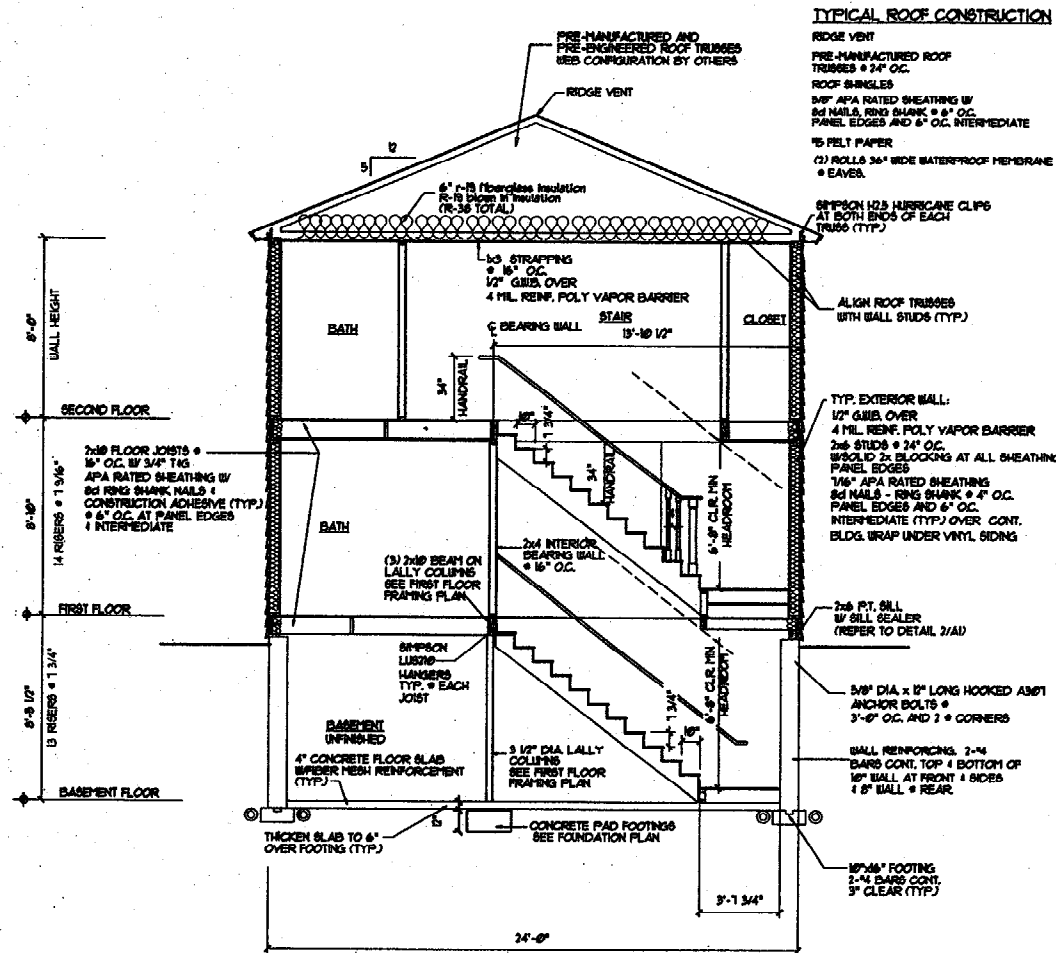 TYPICAL ROOF CONSTRUCTION
RIDGE VENT
PRE-MANUFACTURED ROOF
TRUSSES @ 24" O.C.
ROOF SHINGLES
5/8" APA RATED SHEATHING W/
8d NAILS, RING SHANK @ 6" O.C.
PANEL EDGES AND 6" O.C. INTERMEDIATE
#15 FELT PAPER
(2) ROLLS 36" WIDE WATERPROOF MEMBRANE
@ EAVES.
PRE-MANUFACTURED AND
PRE-ENGINEERED ROOF TRUSSES
WEB CONFIGURATION BY OTHERS
RIDGE VENT
12
5
6" r-19 fiberglass insulation
R-19 blown in insulation
(R-38 TOTAL)
SIMPSON H2.5 HURRICANE CLIPS
AT BOTH ENDS OF EACH
TRUSS (TYP.)
1x3 STRAPPING
@ 16" O.C.
1/2" G.W.B. OVER
4 MIL. REINF. POLY VAPOR BARRIER
ALIGN ROOF TRUSSES
WITH WALL STUDS (TYP.)
8'-0"
WALL HEIGHT
BATH
℄ BEARING WALL
STAIR
13'-10 1/2"
CLOSET
34"
HANDRAIL
SECOND FLOOR
TYP. EXTERIOR WALL:
1/2" G.W.B. OVER
4 MIL. REINF. POLY VAPOR BARRIER
2x6 STUDS @ 24" O.C.
W/SOLID 2x BLOCKING AT ALL SHEATHING
PANEL EDGES
7/16" APA RATED SHEATHING
8d NAILS - RING SHANK @ 4" O.C.
PANEL EDGES AND 6" O.C.
INTERMEDIATE (TYP.) OVER CONT.
BLDG. WRAP UNDER VINYL SIDING
2x10 FLOOR JOISTS @
16" O.C. W/ 3/4" T&G
APA RATED SHEATHING W/
8d RING SHANK NAILS &
CONSTRUCTION ADHESIVE (TYP.)
@ 6" O.C. AT PANEL EDGES
& INTERMEDIATE
8'-10"
14 RISERS @ 7 9/16"
10"
7 3/4"
34"
HANDRAIL
6'-8" CLR. MIN.
HEADROOM
BATH
2x4 INTERIOR
BEARING WALL
@ 16" O.C.
(3) 2x10 BEAM ON
LALLY COLUMNS
SEE FIRST FLOOR
FRAMING PLAN
FIRST FLOOR
2x6 P.T. SILL
W/ SILL SEALER
(REFER TO DETAIL 2/A1)
SIMPSON
LUS210
HANGERS
TYP. @ EACH
JOIST
8'-5 1/2"
13 RISERS @ 7 3/4"
6'-8" CLR. MIN.
HEADROOM
7 3/4"
10"
5/8" DIA. x 12" LONG HOOKED A307
ANCHOR BOLTS @
3'-0" O.C. AND 2 @ CORNERS
BASEMENT
UNFINISHED
4" CONCRETE FLOOR SLAB
W/FIBER MESH REINFORCEMENT
(TYP.)
3 1/2" DIA. LALLY
COLUMNS
SEE FIRST FLOOR
FRAMING PLAN
WALL REINFORCING. 2-#4
BARS CONT. TOP & BOTTOM OF
10" WALL AT FRONT & SIDES
& 8" WALL @ REAR
BASEMENT FLOOR
12"
THICKEN SLAB TO 6"
OVER FOOTING (TYP.)
CONCRETE PAD FOOTINGS
SEE FOUNDATION PLAN
10"x16" FOOTING
2-#4 BARS CONT.
3" CLEAR (TYP.)
3'-7 3/4"
24'-0"